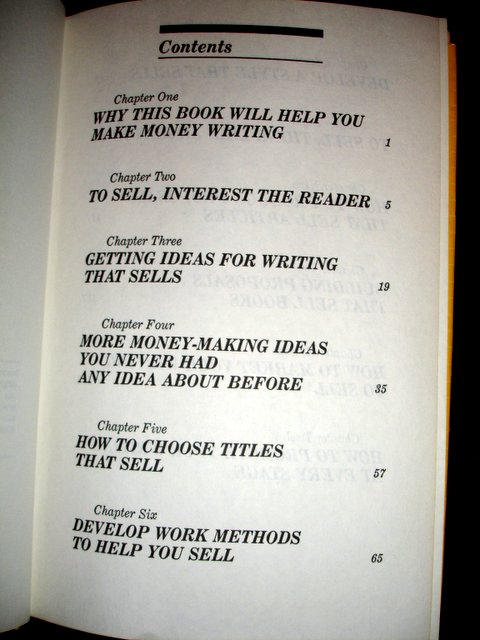 Contents
Chapter One
WHY THIS BOOK WILL HELP YOU
MAKE MONEY WRITING 1
Chapter Two
TO SELL, INTEREST THE READER 5
Chapter Three
GETTING IDEAS FOR WRITING
THAT SELLS 19
Chapter Four
MORE MONEY-MAKING IDEAS
YOU NEVER HAD
ANY IDEA ABOUT BEFORE 35
Chapter Five
HOW TO CHOOSE TITLES
THAT SELL 57
Chapter Six
DEVELOP WORK METHODS
TO HELP YOU SELL 65